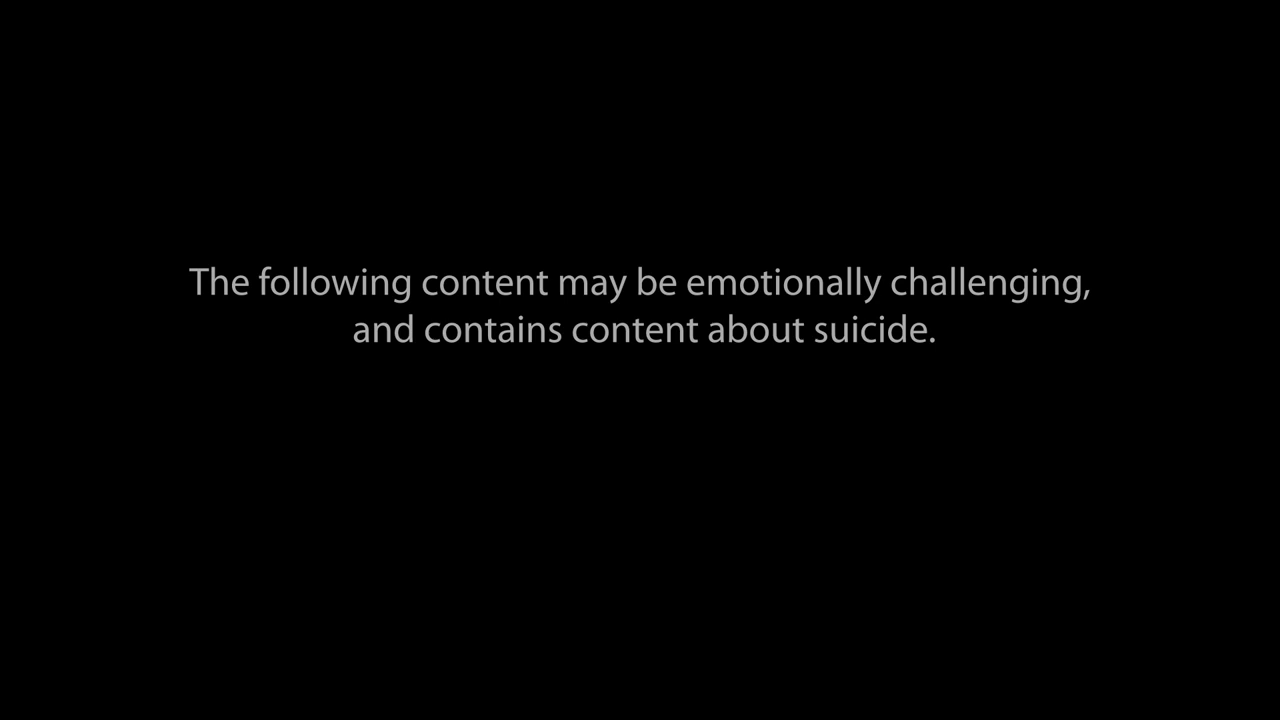 The following content may be emotionally challenging,
and contains content about suicide.